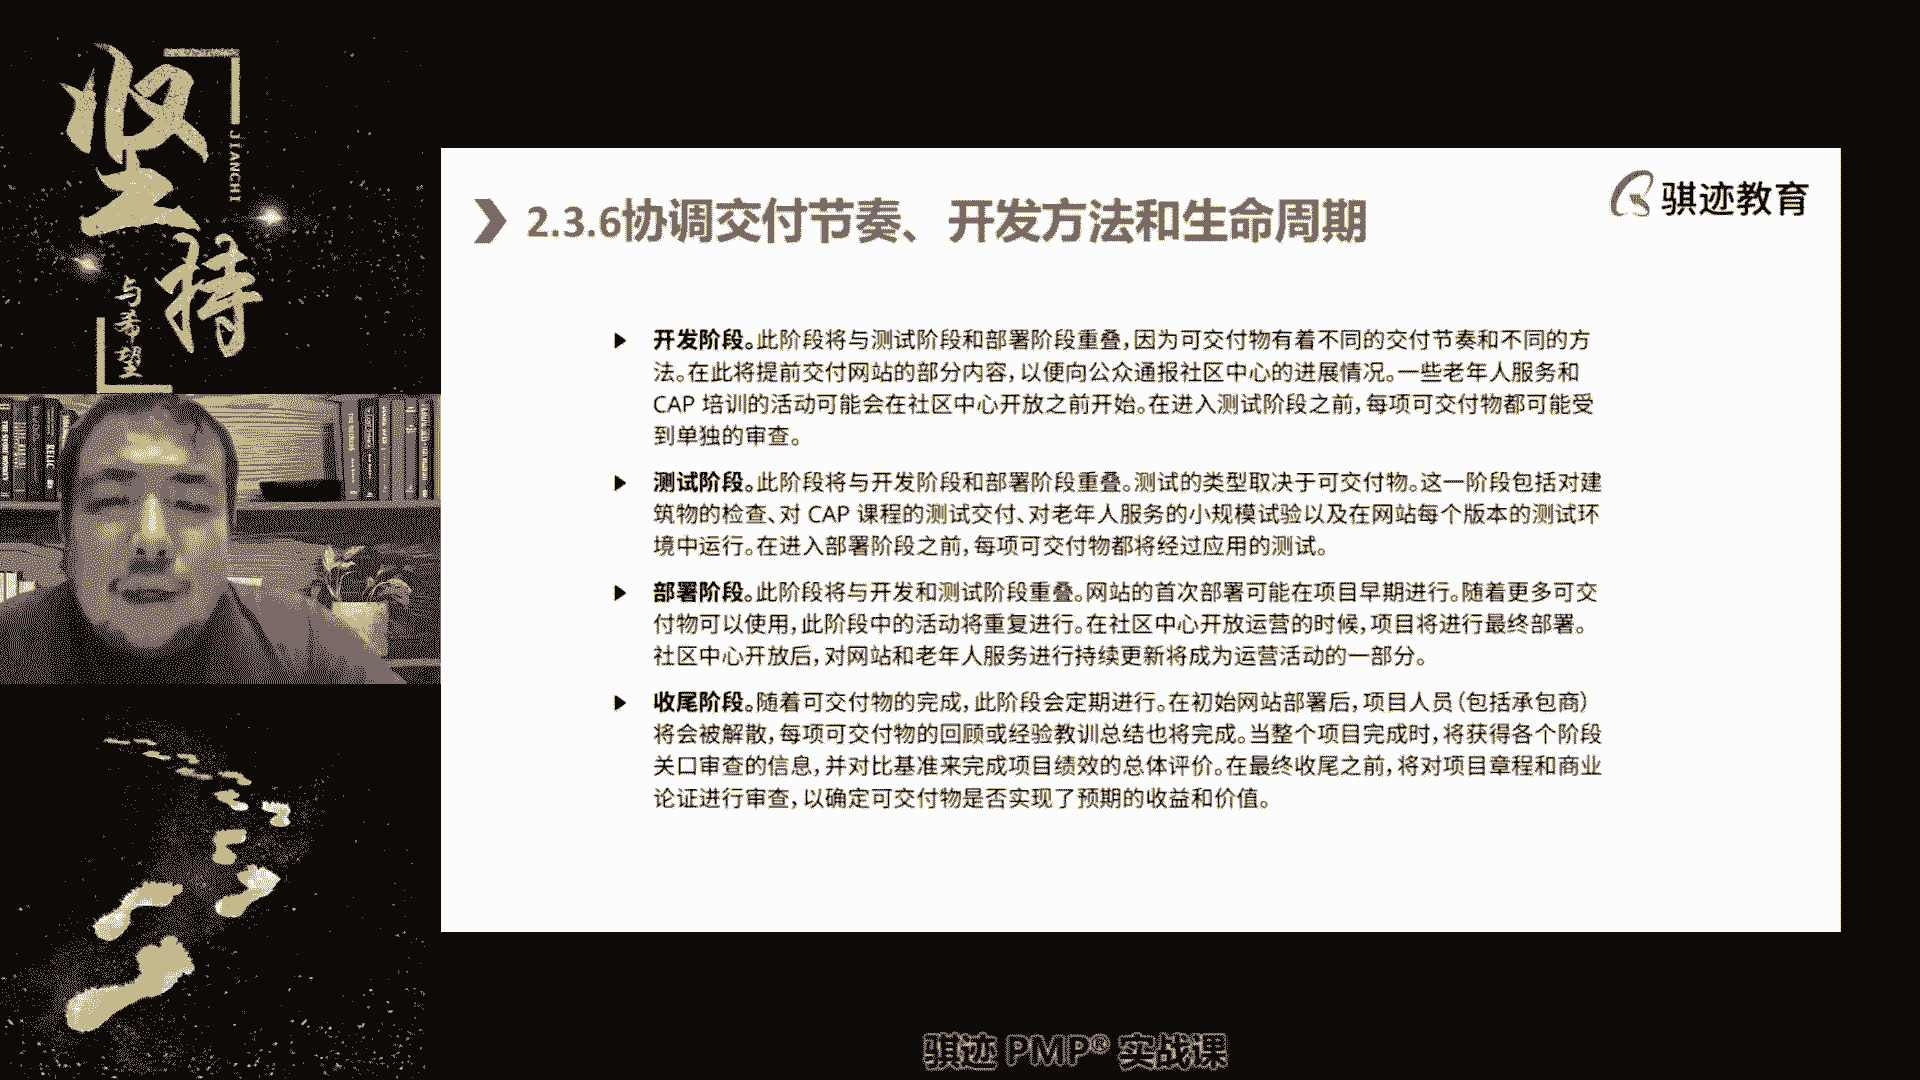 坚持
JIANCHI
与希望
骐迹教育
2.3.6协调交付节奏、开发方法和生命周期
开发阶段。此阶段将与测试阶段和部署阶段重叠，因为可交付物有着不同的交付节奏和不同的方
法。在此将提前交付网站的部分内容，以便向公众通报社区中心的进展情况。一些老年人服务和
CAP 培训的活动可能会在社区中心开放之前开始。在进入测试阶段之前，每项可交付物都可能受
到单独的审查。
测试阶段。此阶段将与开发阶段和部署阶段重叠。测试的类型取决于可交付物。这一阶段包括对建
筑物的检查、对 CAP 课程的测试交付、对老年人服务的小规模试验以及在网站每个版本的测试环
境中运行。在进入部署阶段之前，每项可交付物都将经过应用的测试。
部署阶段。此阶段将与开发和测试阶段重叠。网站的首次部署可能在项目早期进行。随着更多可交
付物可以使用，此阶段中的活动将重复进行。在社区中心开放运营的时候，项目将进行最终部署。
社区中心开放后，对网站和老年人服务进行持续更新将成为运营活动的一部分。
收尾阶段。随着可交付物的完成，此阶段会定期进行。在初始网站部署后，项目人员（包括承包商）
将会被解散，每项可交付物的回顾或经验教训总结也将完成。当整个项目完成时，将获得各个阶段
关口审查的信息，并对比基准来完成项目绩效的总体评价。在最终收尾之前，将对项目章程和商业
论证进行审查，以确定可交付物是否实现了预期的收益和价值。
骐迹 PMP® 实战课